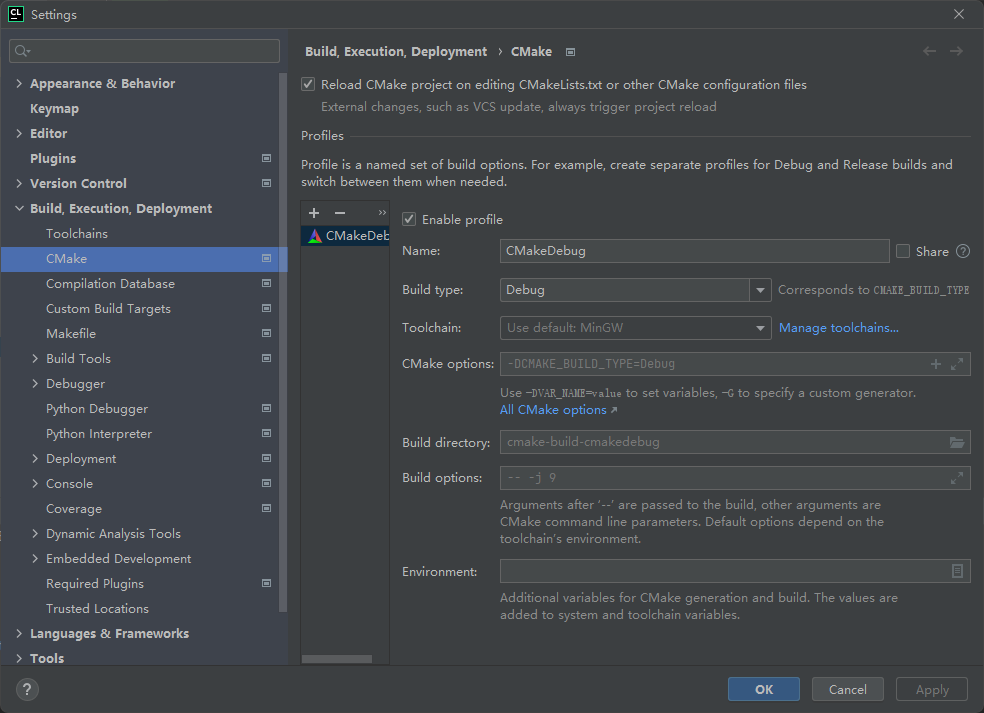 CL
Settings
Appearance & Behavior
Keymap
Editor
Plugins
Version Control
Build, Execution, Deployment
Toolchains
CMake
Compilation Database
Custom Build Targets
Makefile
Build Tools
Debugger
Python Debugger
Python Interpreter
Deployment
Console
Coverage
Dynamic Analysis Tools
Embedded Development
Required Plugins
Trusted Locations
Languages & Frameworks
Tools
Build, Execution, Deployment › CMake
Reload CMake project on editing CMakeLists.txt or other CMake configuration files
External changes, such as VCS update, always trigger project reload
Profiles
Profile is a named set of build options. For example, create separate profiles for Debug and Release builds and
switch between them when needed.
CMakeDeb
Enable profile
Name: CMakeDebug Share ?
Build type: Debug Corresponds to CMAKE_BUILD_TYPE
Toolchain: Use default: MinGW Manage toolchains...
CMake options: -DCMAKE_BUILD_TYPE=Debug
Use -DVAR_NAME=value to set variables, -G to specify a custom generator.
All CMake options ↗
Build directory: cmake-build-cmakedebug
Build options: -- -j 9
Arguments after '--' are passed to the build, other arguments are
CMake command line parameters. Default options depend on the
toolchain's environment.
Environment:
Additional variables for CMake generation and build. The values are
added to system and toolchain variables.
?
OK
Cancel
Apply